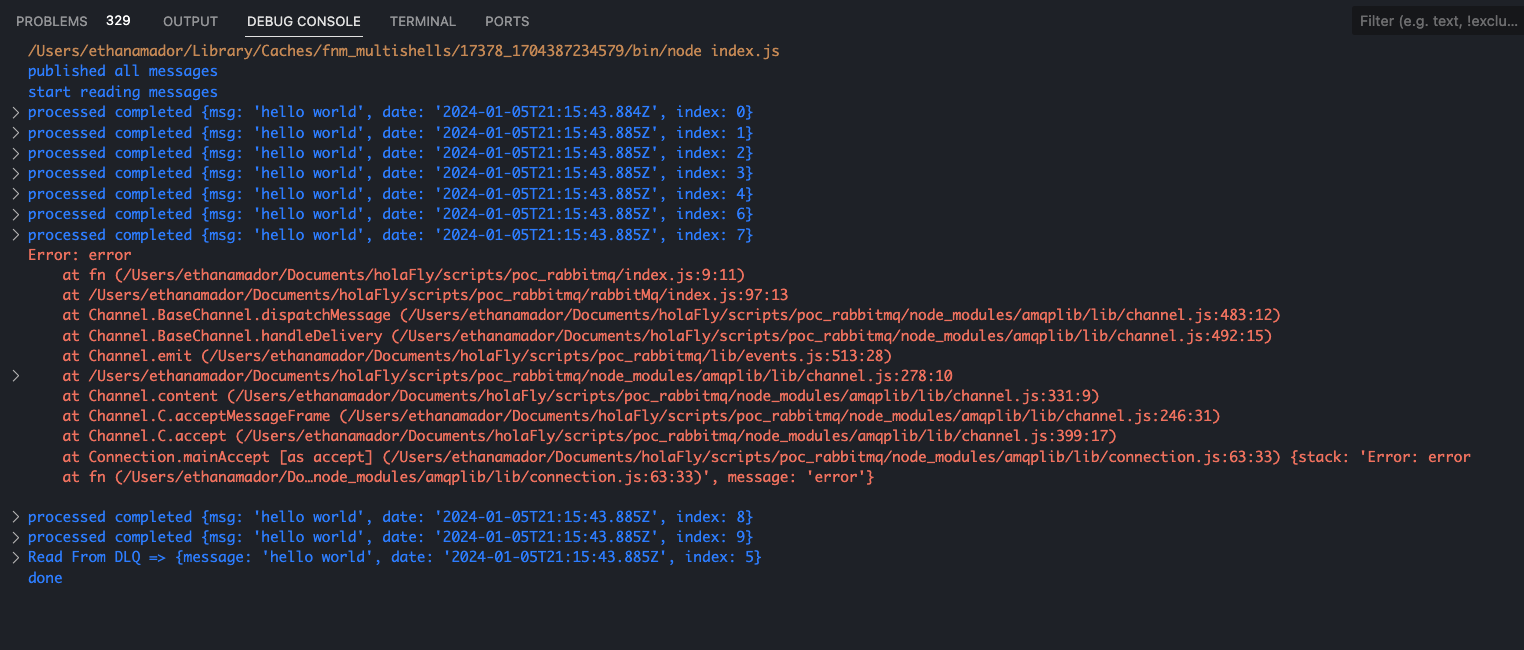 PROBLEMS 329 OUTPUT DEBUG CONSOLE TERMINAL PORTS Filter (e.g. text, !exclu...
/Users/ethanamador/Library/Caches/fnm_multishells/17378_1704387234579/bin/node index.js
published all messages
start reading messages
processed completed {msg: 'hello world', date: '2024-01-05T21:15:43.884Z', index: 0}
processed completed {msg: 'hello world', date: '2024-01-05T21:15:43.885Z', index: 1}
processed completed {msg: 'hello world', date: '2024-01-05T21:15:43.885Z', index: 2}
processed completed {msg: 'hello world', date: '2024-01-05T21:15:43.885Z', index: 3}
processed completed {msg: 'hello world', date: '2024-01-05T21:15:43.885Z', index: 4}
processed completed {msg: 'hello world', date: '2024-01-05T21:15:43.885Z', index: 6}
processed completed {msg: 'hello world', date: '2024-01-05T21:15:43.885Z', index: 7}
Error: error
at fn (/Users/ethanamador/Documents/holaFly/scripts/poc_rabbitmq/index.js:9:11)
at /Users/ethanamador/Documents/holaFly/scripts/poc_rabbitmq/rabbitMq/index.js:97:13
at Channel.BaseChannel.dispatchMessage (/Users/ethanamador/Documents/holaFly/scripts/poc_rabbitmq/node_modules/amqplib/lib/channel.js:483:12)
at Channel.BaseChannel.handleDelivery (/Users/ethanamador/Documents/holaFly/scripts/poc_rabbitmq/node_modules/amqplib/lib/channel.js:492:15)
at Channel.emit (/Users/ethanamador/Documents/holaFly/scripts/poc_rabbitmq/lib/events.js:513:28)
at /Users/ethanamador/Documents/holaFly/scripts/poc_rabbitmq/node_modules/amqplib/lib/channel.js:278:10
at Channel.content (/Users/ethanamador/Documents/holaFly/scripts/poc_rabbitmq/node_modules/amqplib/lib/channel.js:331:9)
at Channel.C.acceptMessageFrame (/Users/ethanamador/Documents/holaFly/scripts/poc_rabbitmq/node_modules/amqplib/lib/channel.js:246:31)
at Channel.C.accept (/Users/ethanamador/Documents/holaFly/scripts/poc_rabbitmq/node_modules/amqplib/lib/channel.js:399:17)
at Connection.mainAccept [as accept] (/Users/ethanamador/Documents/holaFly/scripts/poc_rabbitmq/node_modules/amqplib/lib/connection.js:63:33) {stack: 'Error: error
at fn (/Users/ethanamador/Do…node_modules/amqplib/lib/connection.js:63:33)', message: 'error'}
processed completed {msg: 'hello world', date: '2024-01-05T21:15:43.885Z', index: 8}
processed completed {msg: 'hello world', date: '2024-01-05T21:15:43.885Z', index: 9}
Read From DLQ => {message: 'hello world', date: '2024-01-05T21:15:43.885Z', index: 5}
done